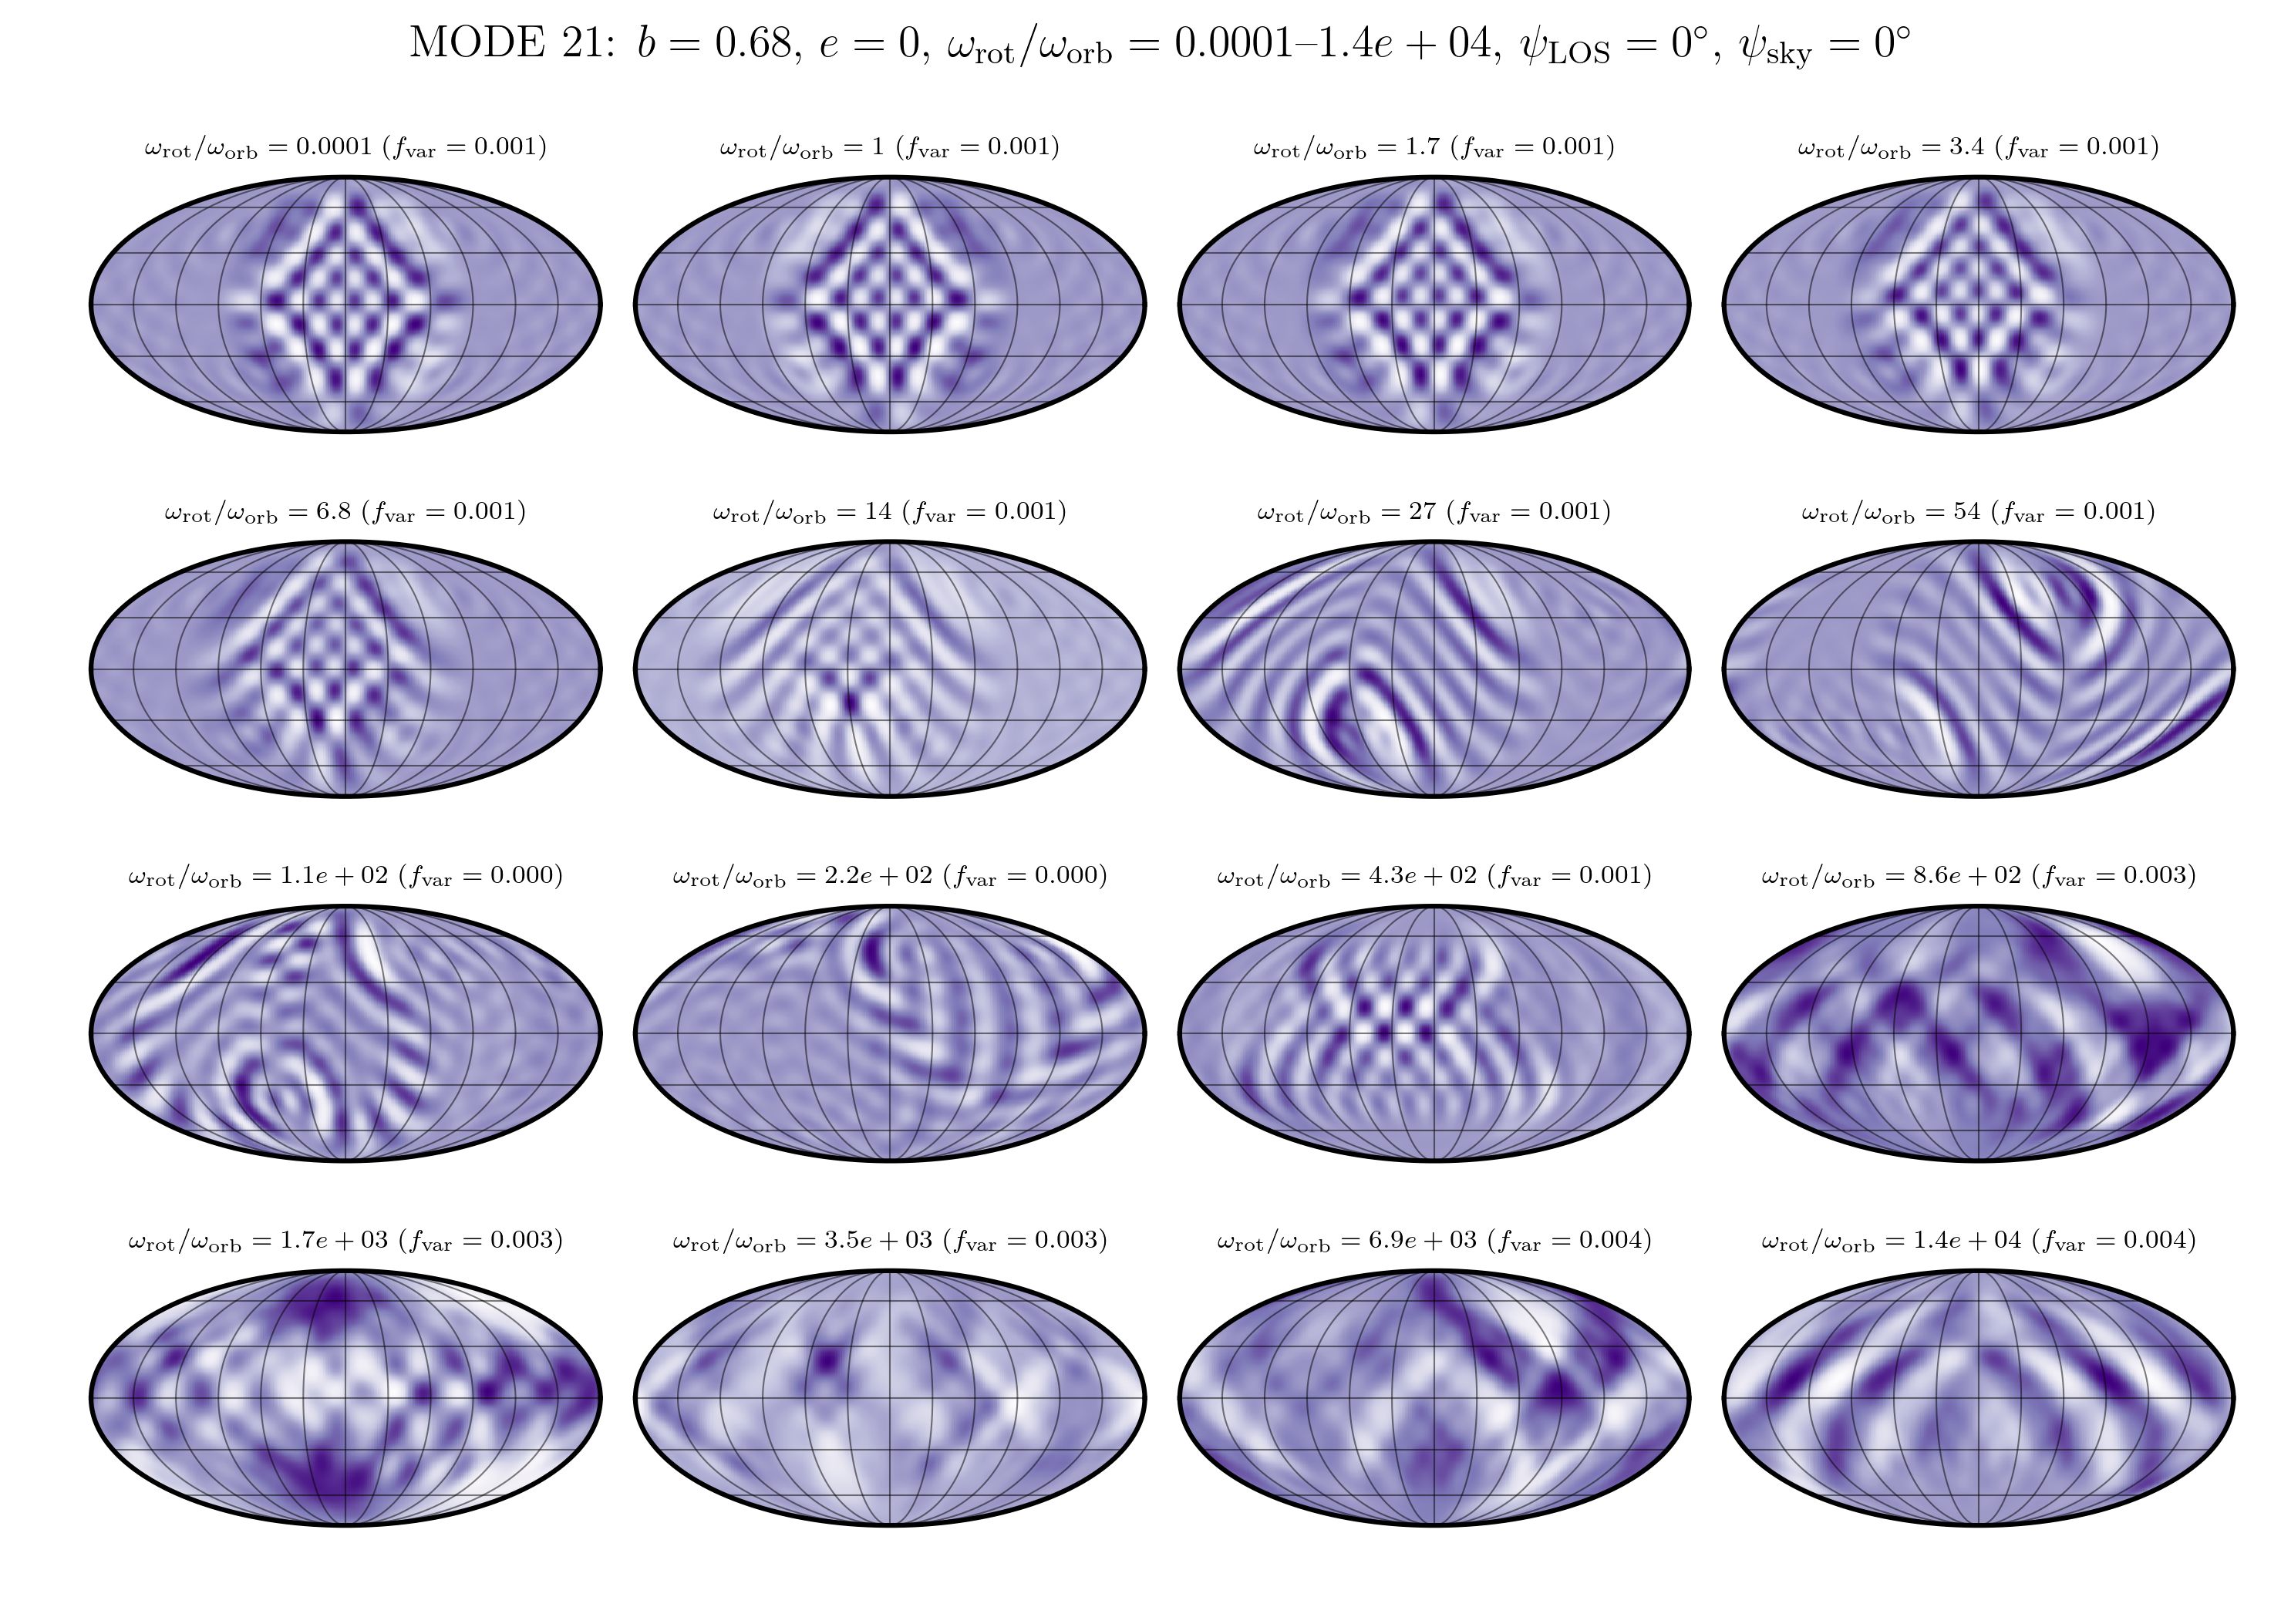 MODE 21: b = 0.68, e = 0, ω_rot/ω_orb = 0.0001–1.4e + 04, ψ_LOS = 0°, ψ_sky = 0°
ω_rot/ω_orb = 0.0001 (f_var = 0.001)
ω_rot/ω_orb = 1 (f_var = 0.001)
ω_rot/ω_orb = 1.7 (f_var = 0.001)
ω_rot/ω_orb = 3.4 (f_var = 0.001)
ω_rot/ω_orb = 6.8 (f_var = 0.001)
ω_rot/ω_orb = 14 (f_var = 0.001)
ω_rot/ω_orb = 27 (f_var = 0.001)
ω_rot/ω_orb = 54 (f_var = 0.001)
ω_rot/ω_orb = 1.1e + 02 (f_var = 0.000)
ω_rot/ω_orb = 2.2e + 02 (f_var = 0.000)
ω_rot/ω_orb = 4.3e + 02 (f_var = 0.001)
ω_rot/ω_orb = 8.6e + 02 (f_var = 0.003)
ω_rot/ω_orb = 1.7e + 03 (f_var = 0.003)
ω_rot/ω_orb = 3.5e + 03 (f_var = 0.003)
ω_rot/ω_orb = 6.9e + 03 (f_var = 0.004)
ω_rot/ω_orb = 1.4e + 04 (f_var = 0.004)